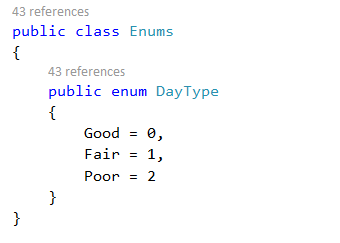 43 references
public class Enums
{
43 references
public enum DayType
{
Good = 0,
Fair = 1,
Poor = 2
}
}